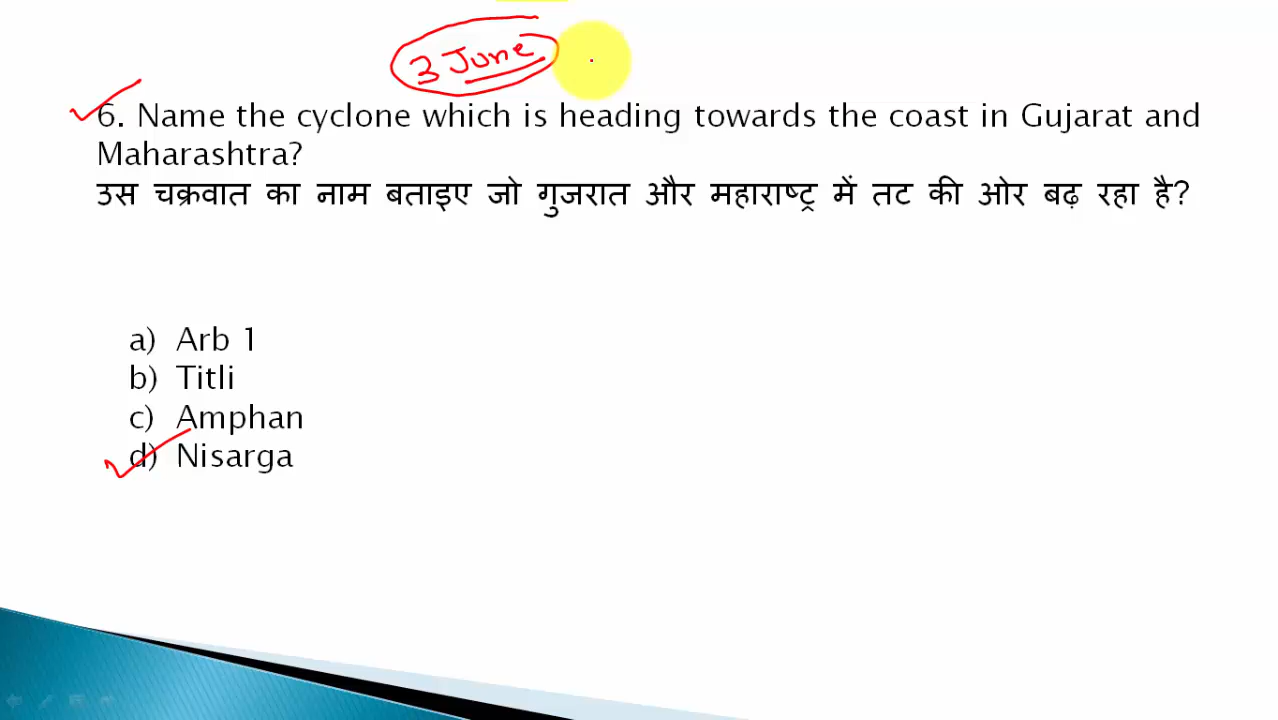 3 June
6. Name the cyclone which is heading towards the coast in Gujarat and
Maharashtra?
उस चक्रवात का नाम बताइए जो गुजरात और महाराष्ट्र में तट की ओर बढ़ रहा है?
a) Arb 1
b) Titli
c) Amphan
d) Nisarga